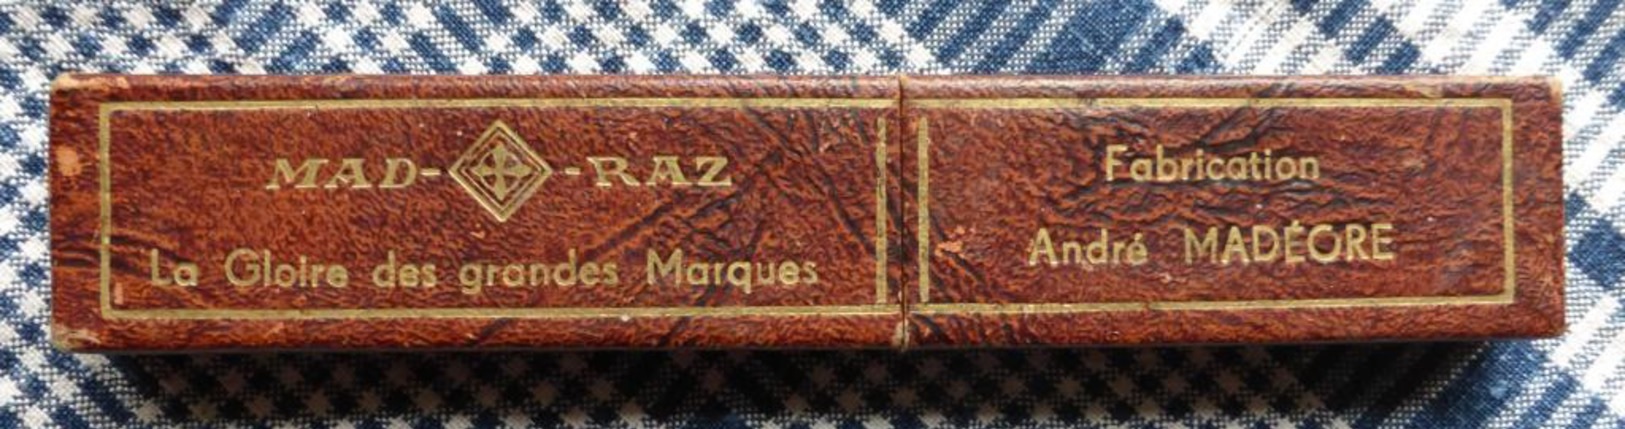 MAD-RAZ
La Gloire des grandes Marques
Fabrication
André MADÉORE